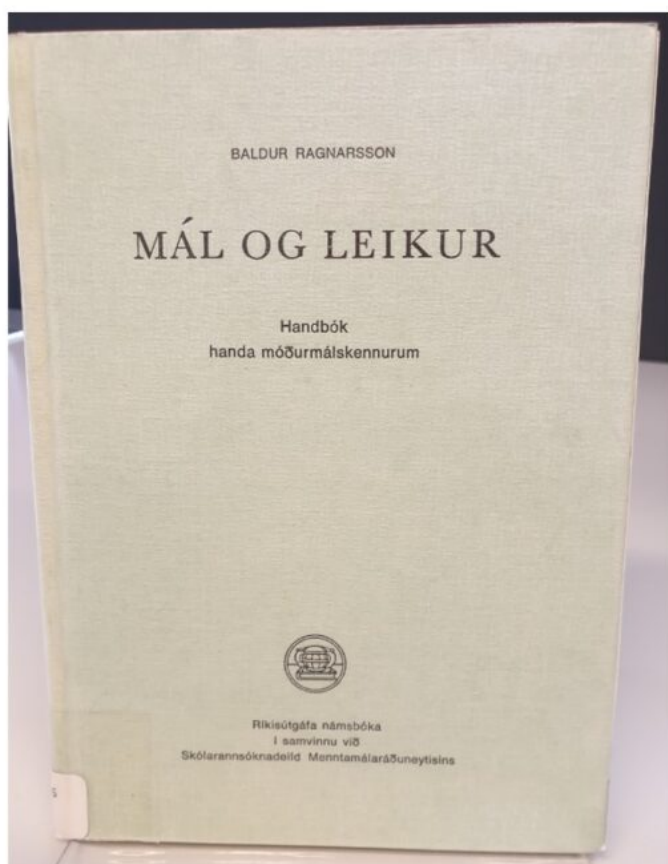 BALDUR RAGNARSSON
MÁL OG LEIKUR
Handbók
handa móðurmálskennurum
Ríkisútgáfa námsbóka
í samvinnu við
Skólarannsóknadeild Menntamálaráðuneytisins